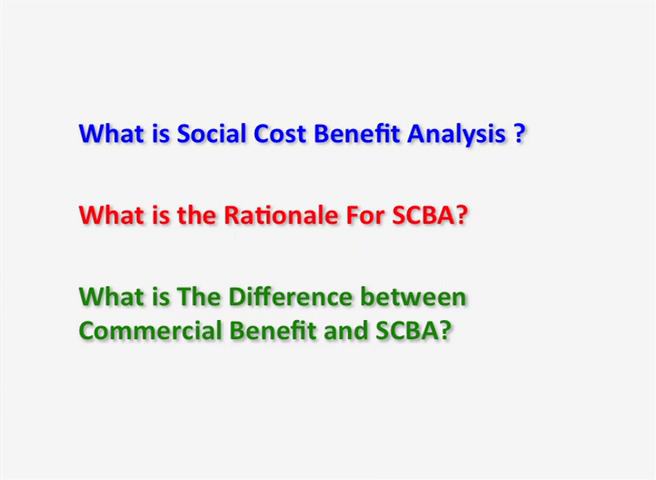 What is Social Cost Benefit Analysis ?
What is the Rationale For SCBA?
What is The Difference between
Commercial Benefit and SCBA?